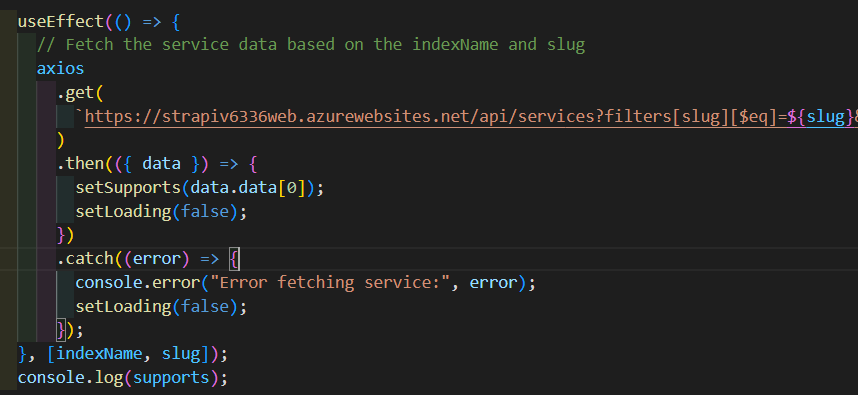 useEffect(() => {
  // Fetch the service data based on the indexName and slug
  axios
    .get(
      `https://strapiv6336web.azurewebsites.net/api/services?filters[slug][$eq]=${slug}&
    )
    .then(({ data }) => {
      setSupports(data.data[0]);
      setLoading(false);
    })
    .catch((error) => {
      console.error("Error fetching service:", error);
      setLoading(false);
    });
}, [indexName, slug]);
console.log(supports);